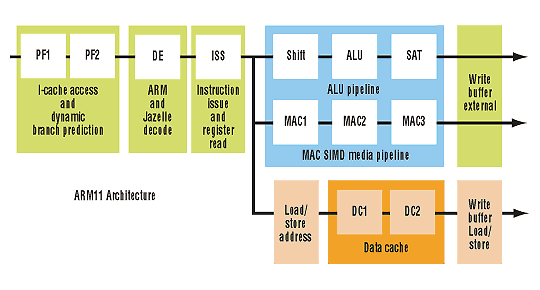 PF1
PF2
I-cache access
and
dynamic
branch prediction
DE
ARM
and
Jazelle
decode
ISS
Instruction
issue and
register
read
Shift
ALU
SAT
ALU pipeline
MAC1
MAC2
MAC3
MAC SIMD media pipeline
Write
buffer
external
ARM11 Architecture
Load/
store
address
DC1
DC2
Data cache
Write
buffer
Load/
store